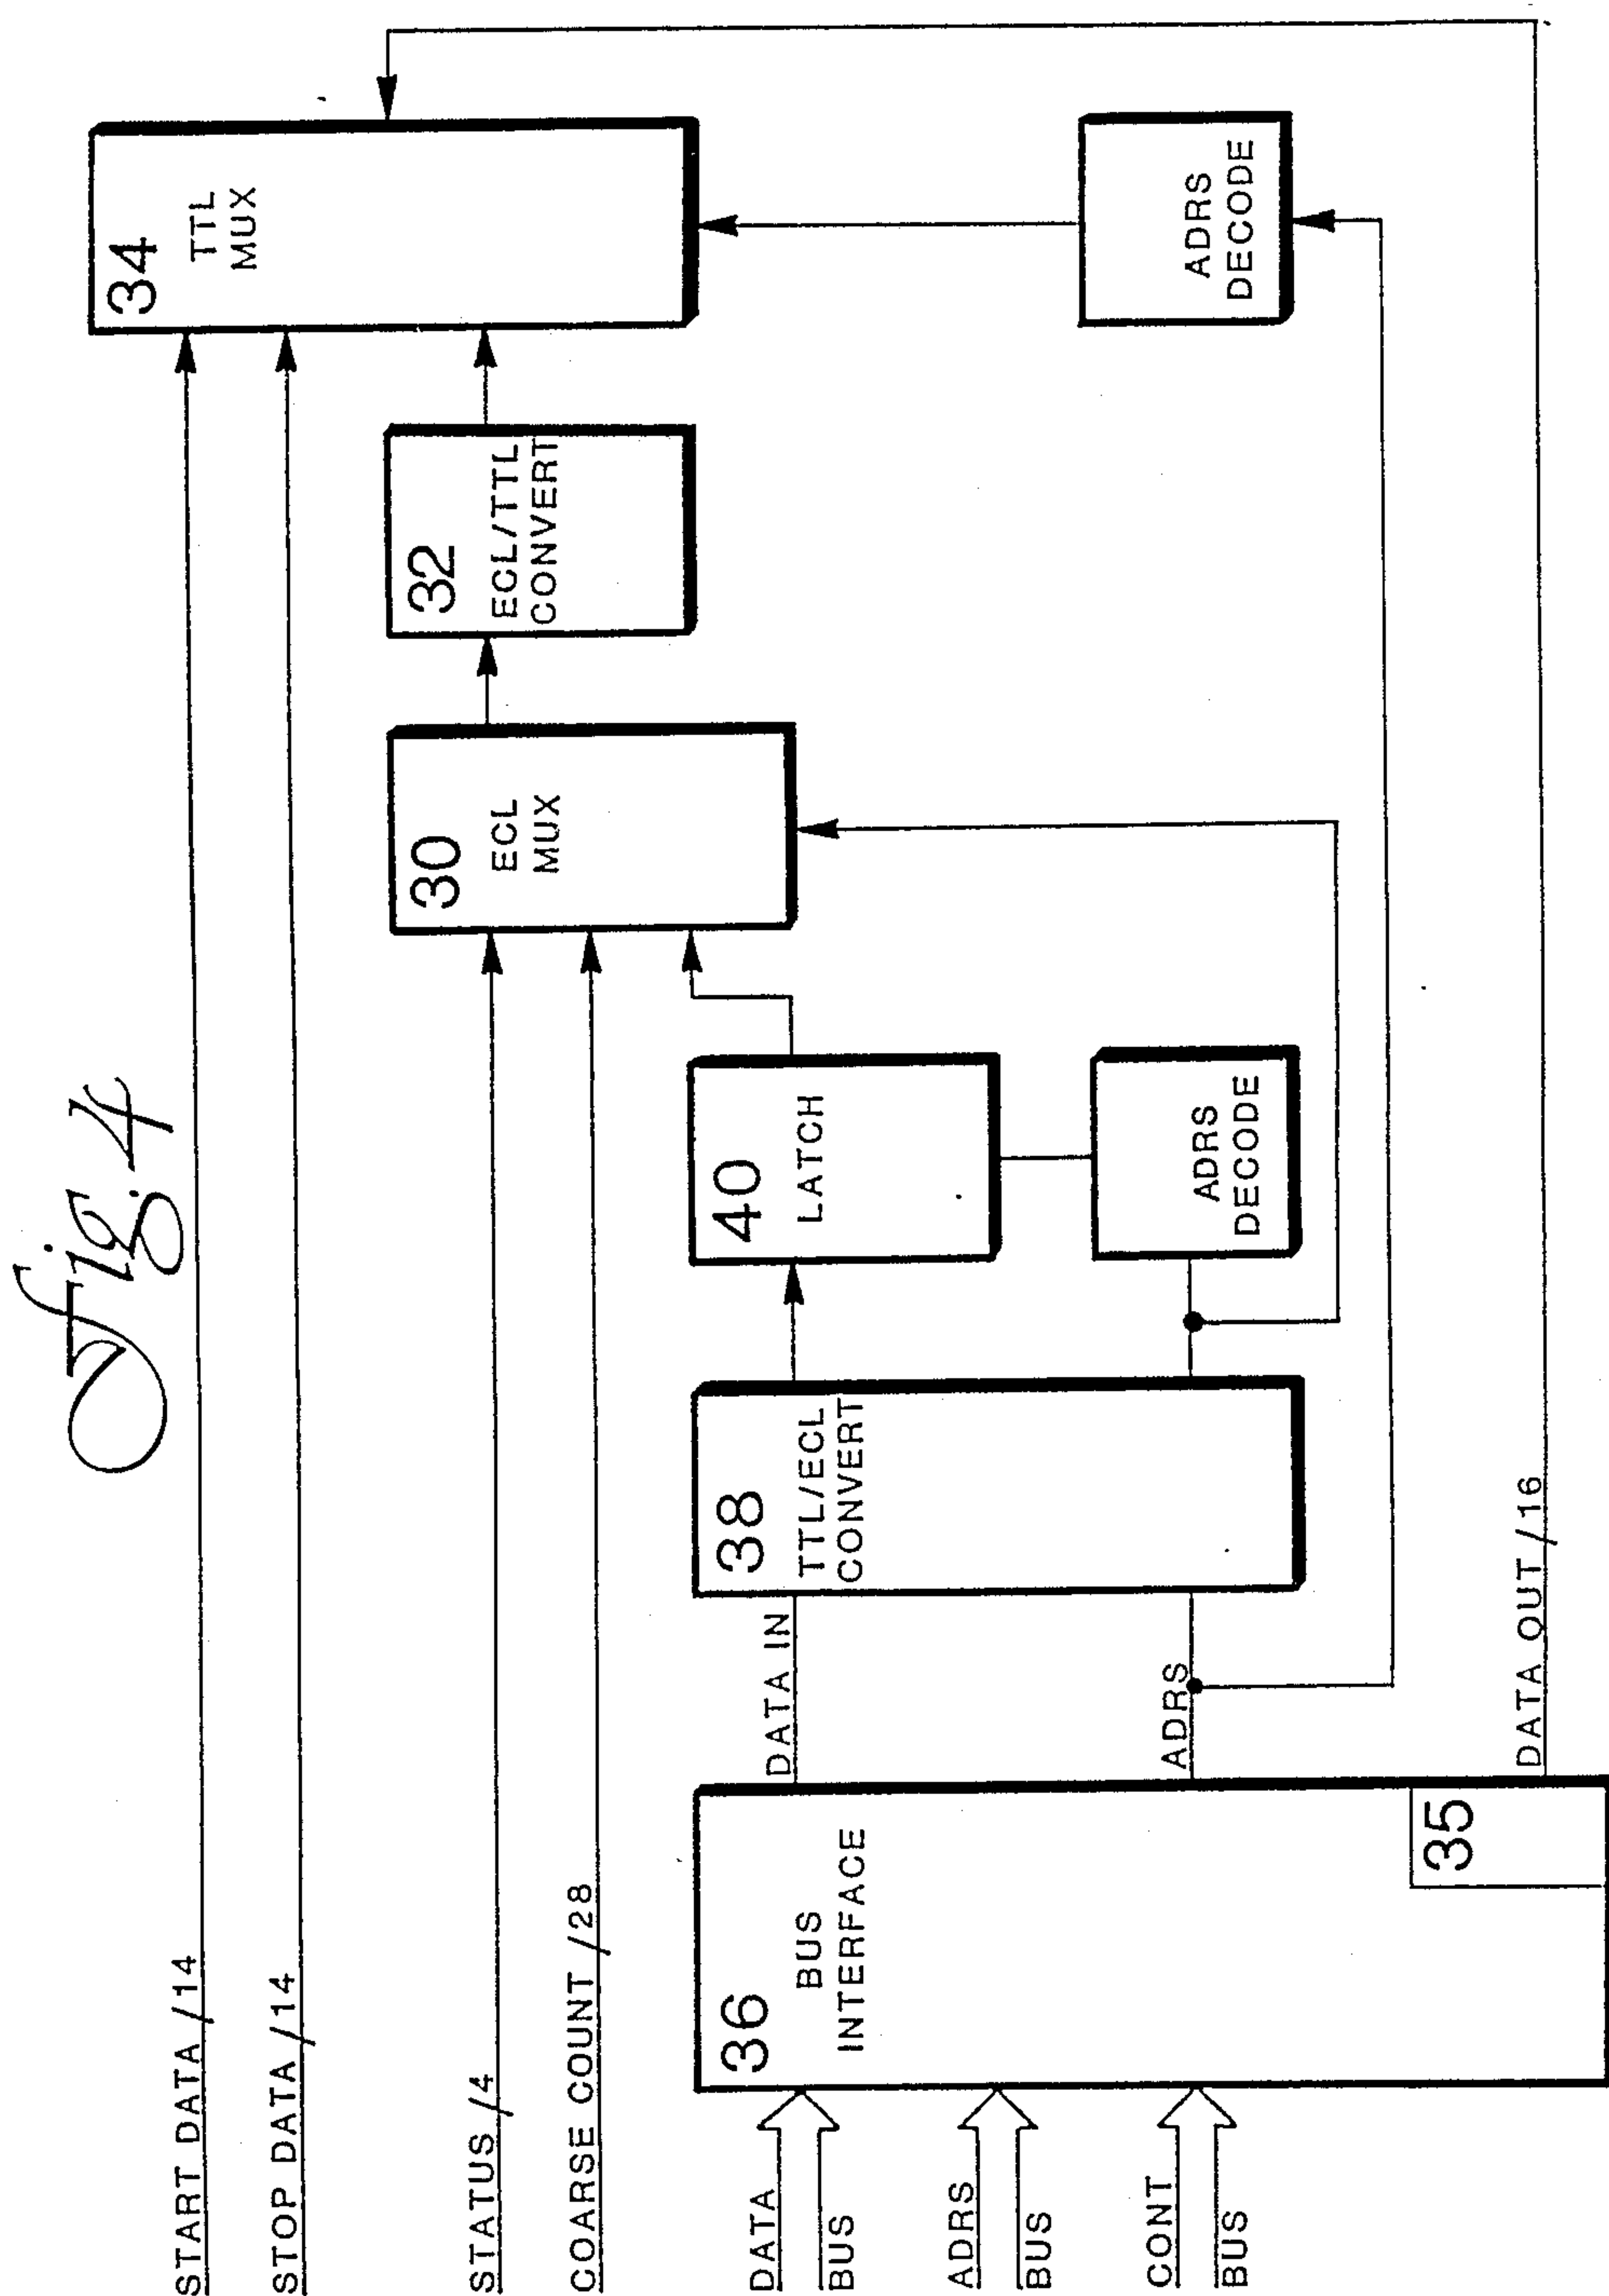 Fig. 4
START DATA /14
STOP DATA /14
STATUS /4
COARSE COUNT /28
34
TTL
MUX
32
ECL/TTL
CONVERT
30
ECL
MUX
40
LATCH
ADRS
DECODE
ADRS
DECODE
38
TTL/ECL
CONVERT
DATA IN
ADRS
DATA OUT /16
36
BUS
INTERFACE
35
DATA
BUS
ADRS
BUS
CONT
BUS